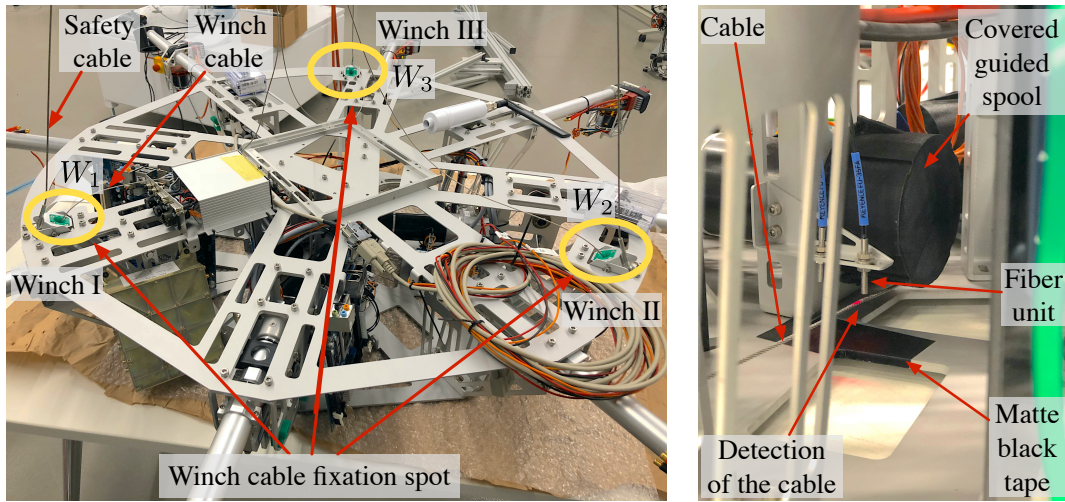 Safety
cable
Winch
cable
Winch III
W3
W1
W2
Winch I
Winch II
Winch cable fixation spot
Cable
Covered
guided
spool
Fiber
unit
Detection
of the cable
Matte
black
tape